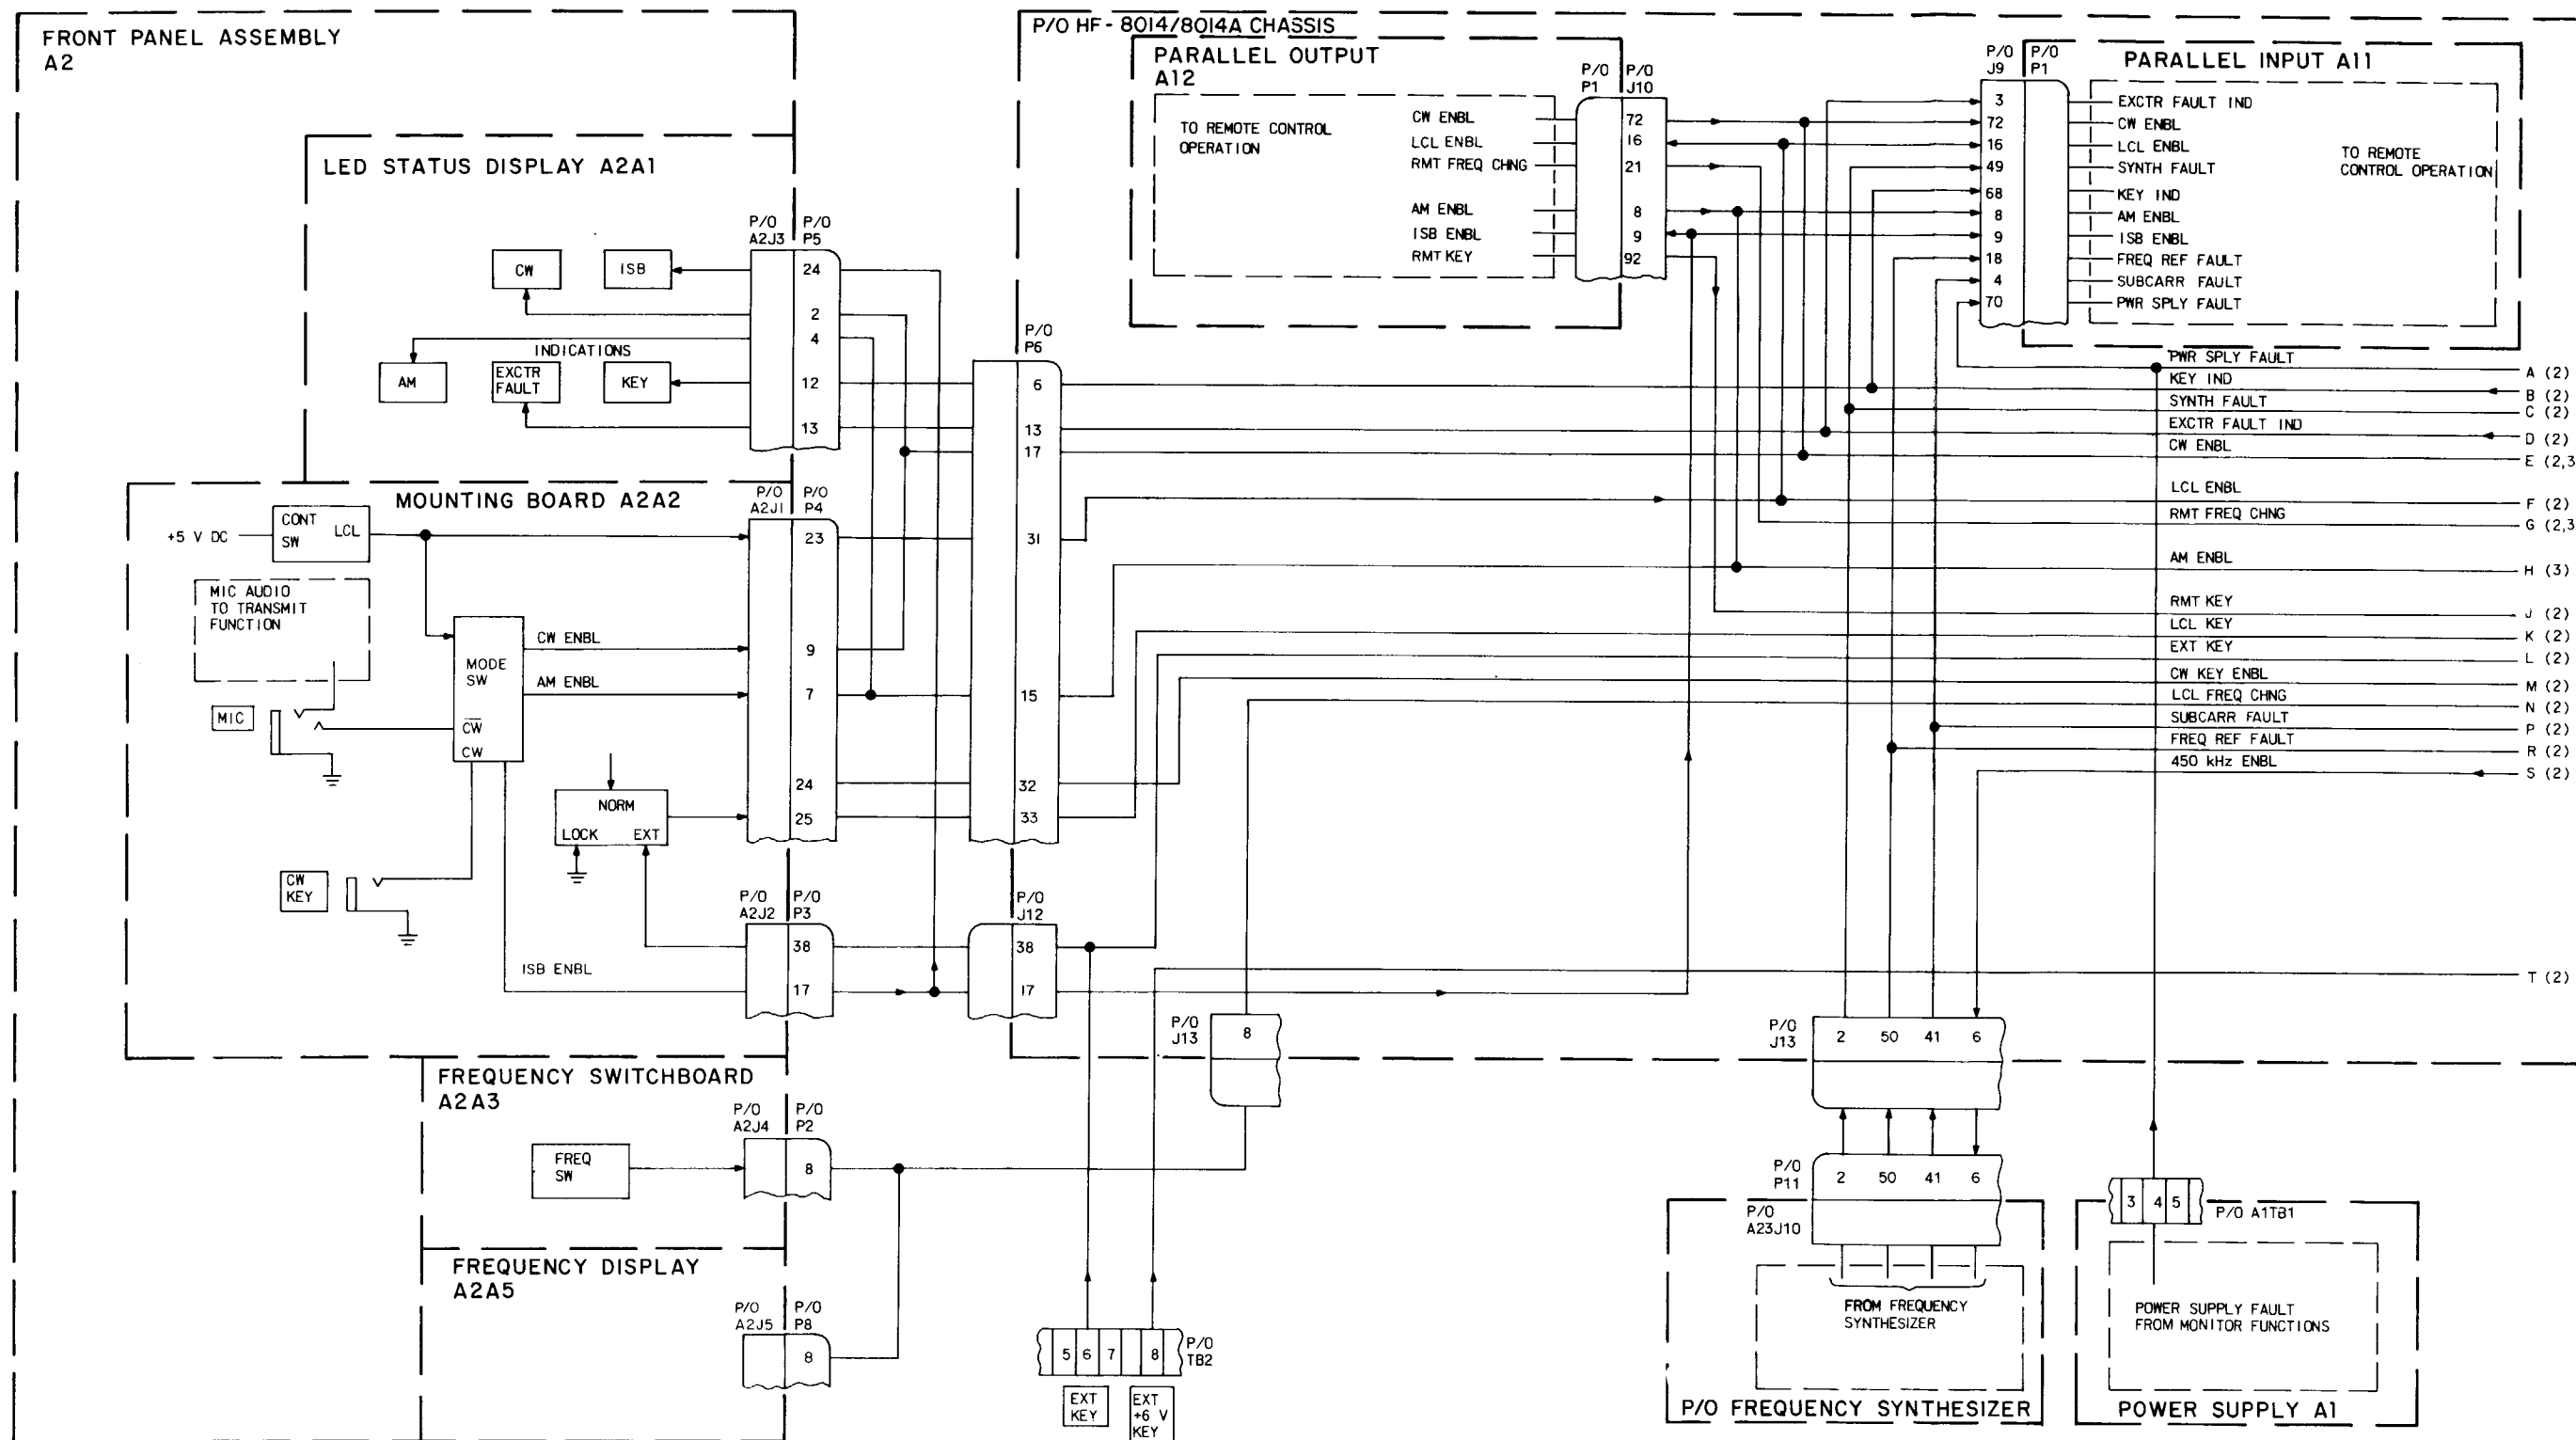 FRONT PANEL ASSEMBLY
A2
LED STATUS DISPLAY A2A1
P/O
A2J3
P/O
P5
CW
ISB
24
2
4
INDICATIONS
AM
EXCTR
FAULT
KEY
12
13
MOUNTING BOARD A2A2
P/O
A2J1
P/O
P4
+5 V DC
CONT
SW
LCL
23
MIC AUDIO
TO TRANSMIT
FUNCTION
MODE
SW
CW ENBL
9
AM ENBL
7
MIC
CW
CW
NORM
LOCK
EXT
24
25
CW
KEY
P/O
A2J2
P/O
P3
38
ISB ENBL
17
FREQUENCY SWITCHBOARD
A2A3
P/O
A2J4
P/O
P2
FREQ
SW
8
FREQUENCY DISPLAY
A2A5
P/O
A2J5
P/O
P8
8
P/O HF-8014/8014A CHASSIS
PARALLEL OUTPUT
A12
TO REMOTE CONTROL
OPERATION
P/O
P1
P/O
J10
CW ENBL
72
LCL ENBL
16
RMT FREQ CHNG
21
AM ENBL
8
ISB ENBL
9
RMT KEY
92
P/O
P6
6
13
17
31
15
32
33
P/O
J12
38
17
P/O
J13
8
5
6
7
8
P/O
TB2
EXT
KEY
EXT
+6 V
KEY
P/O
J9
P/O
P1
PARALLEL INPUT A11
3
EXCTR FAULT IND
72
CW ENBL
16
LCL ENBL
49
SYNTH FAULT
68
KEY IND
8
AM ENBL
9
ISB ENBL
18
FREQ REF FAULT
4
SUBCARR FAULT
70
PWR SPLY FAULT
TO REMOTE
CONTROL OPERATION
PWR SPLY FAULT
A (2)
KEY IND
B (2)
SYNTH FAULT
C (2)
EXCTR FAULT IND
D (2)
CW ENBL
E (2,3
LCL ENBL
F (2)
RMT FREQ CHNG
G (2,3
AM ENBL
H (3)
RMT KEY
J (2)
LCL KEY
K (2)
EXT KEY
L (2)
CW KEY ENBL
M (2)
LCL FREQ CHNG
N (2)
SUBCARR FAULT
P (2)
FREQ REF FAULT
R (2)
450 kHz ENBL
S (2)
T (2)
P/O
J13
2
50
41
6
P/O
P11
2
50
41
6
P/O
A23J10
FROM FREQUENCY
SYNTHESIZER
P/O FREQUENCY SYNTHESIZER
3
4
5
P/O A1TB1
POWER SUPPLY FAULT
FROM MONITOR FUNCTIONS
POWER SUPPLY A1